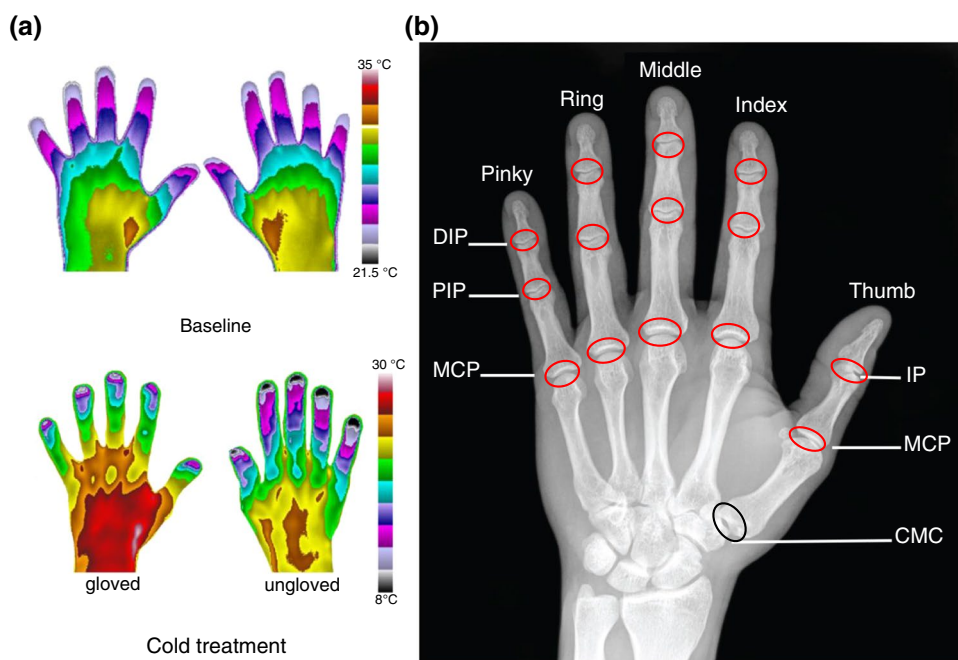 (a)
35 °C
21.5 °C
Baseline
30 °C
8°C
gloved
ungloved
Cold treatment
(b)
Middle
Ring
Index
Pinky
DIP
PIP
Thumb
MCP
IP
MCP
CMC